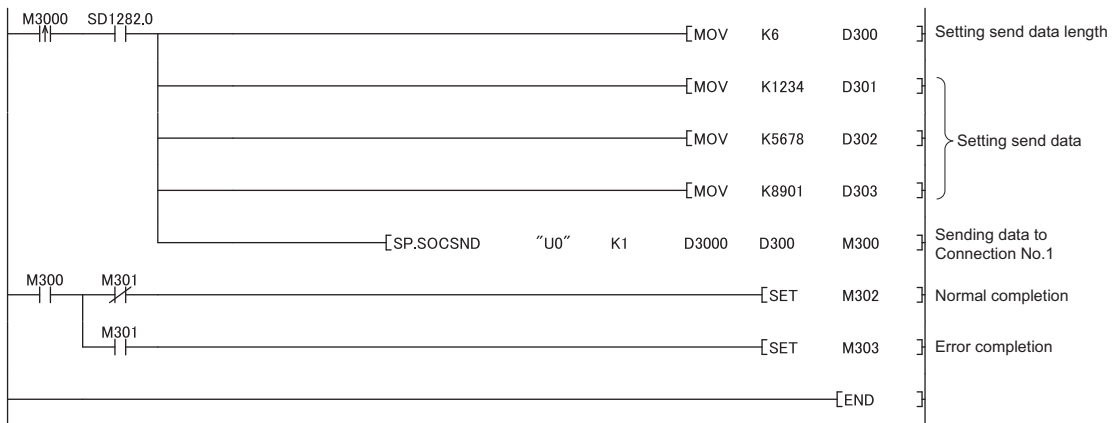 M3000 SD1282.0
MOV K6 D300 Setting send data length
MOV K1234 D301
MOV K5678 D302 Setting send data
MOV K8901 D303
SP.SOCSND "U0" K1 D3000 D300 M300 Sending data to
Connection No.1
M300 M301
SET M302 Normal completion
M301
SET M303 Error completion
END